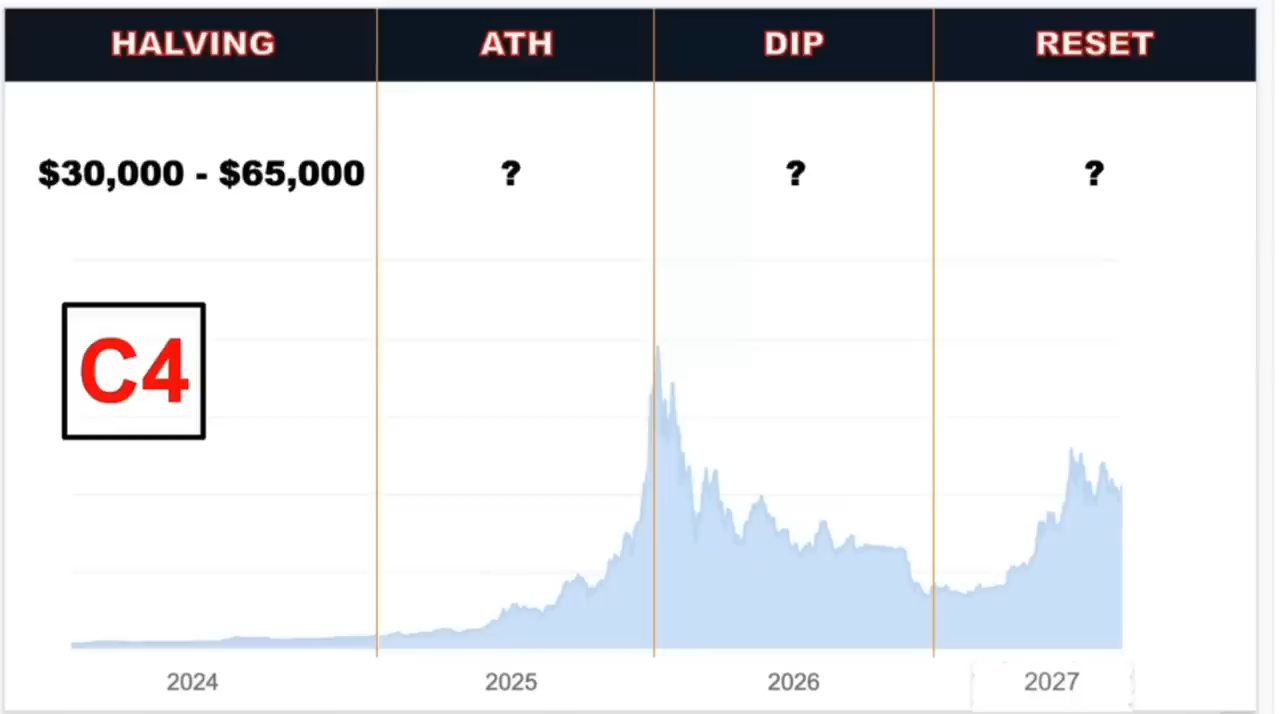 HALVING ATH DIP RESET
$30,000 - $65,000 ? ? ?
C4
2024 2025 2026 2027